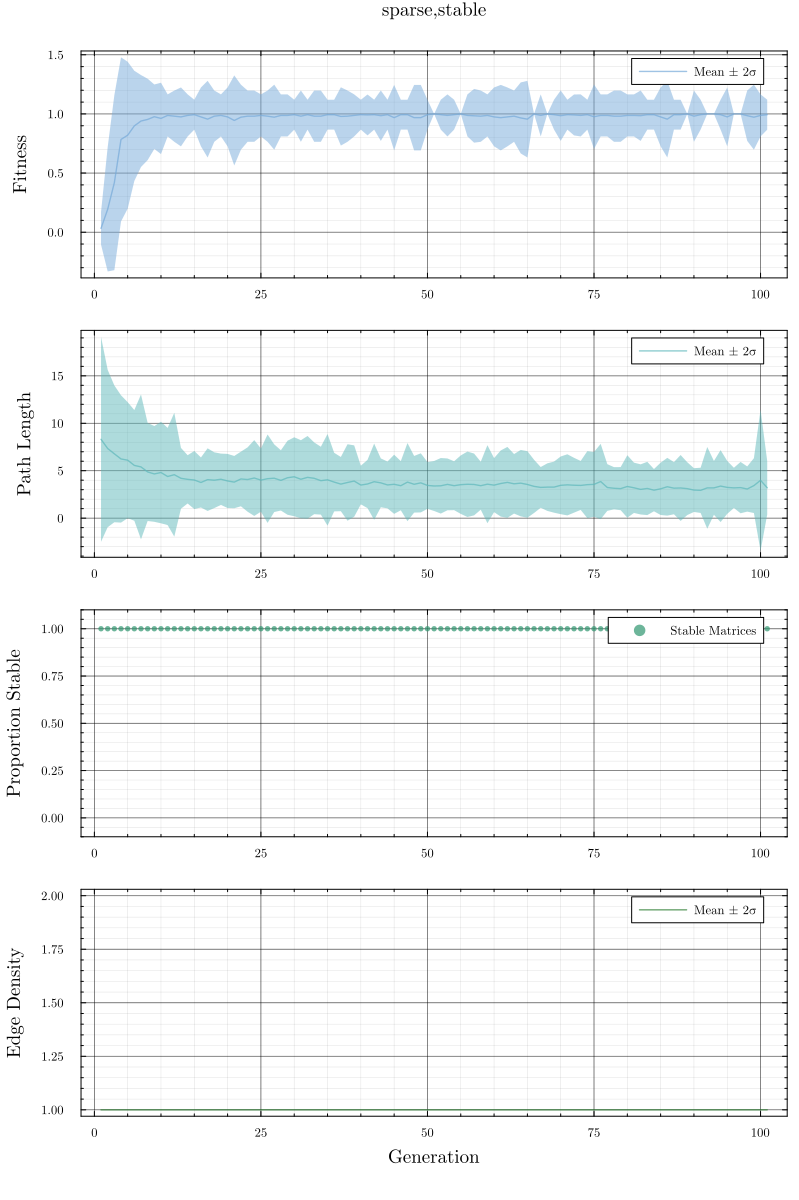 sparse,stable
1.5
1.0
0.5
0.0
Fitness
Mean ± 2σ
0 25 50 75 100
15
10
5
0
Path Length
Mean ± 2σ
0 25 50 75 100
1.00
0.75
0.50
0.25
0.00
Proportion Stable
Stable Matrices
0 25 50 75 100
2.00
1.75
1.50
1.25
1.00
Edge Density
Mean ± 2σ
0 25 50 75 100
Generation